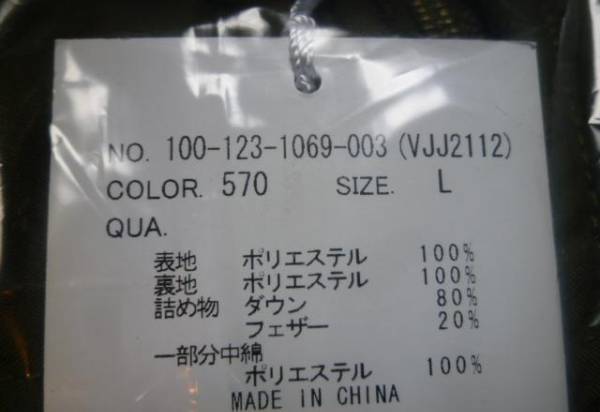 NO. 100-123-1069-003 (VJJ2112)
COLOR. 570 SIZE. L
QUA.
表地 ポリエステル 100%
裏地 ポリエステル 100%
詰め物 ダウン 80%
フェザー 20%
一部分中綿
ポリエステル 100%
MADE IN CHINA